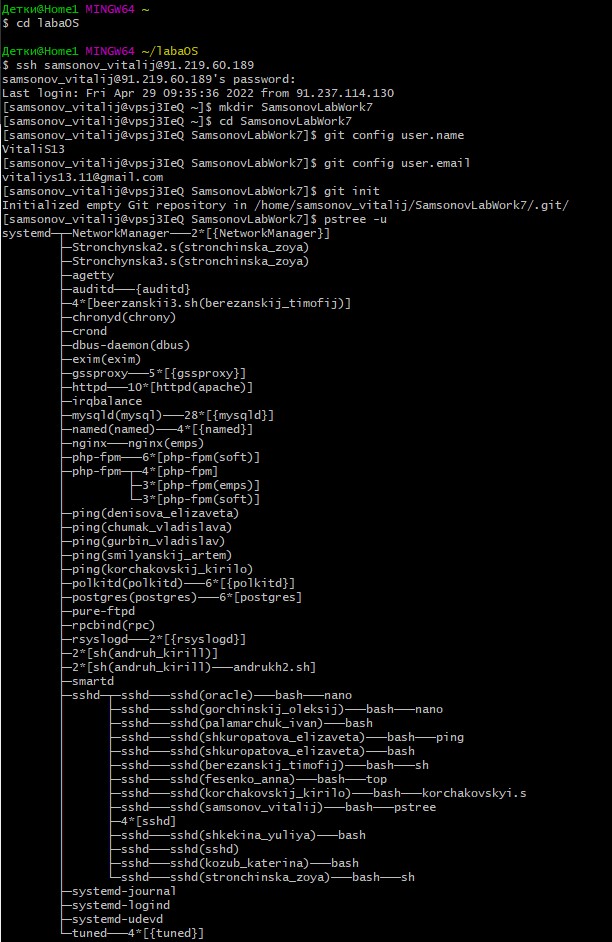 Детки@Home1 MINGW64 ~
$ cd labaOS

Детки@Home1 MINGW64 ~/labaOS
$ ssh samsonov_vitalij@91.219.60.189
samsonov_vitalij@91.219.60.189's password:
Last login: Fri Apr 29 09:35:36 2022 from 91.237.114.130
[samsonov_vitalij@vpsj3IeQ ~]$ mkdir SamsonovLabWork7
[samsonov_vitalij@vpsj3IeQ ~]$ cd SamsonovLabWork7
[samsonov_vitalij@vpsj3IeQ SamsonovLabWork7]$ git config user.name
VitaliS13
[samsonov_vitalij@vpsj3IeQ SamsonovLabWork7]$ git config user.email
vitaliys13.11@gmail.com
[samsonov_vitalij@vpsj3IeQ SamsonovLabWork7]$ git init
Initialized empty Git repository in /home/samsonov_vitalij/SamsonovLabWork7/.git/
[samsonov_vitalij@vpsj3IeQ SamsonovLabWork7]$ pstree -u
systemd─┬─NetworkManager───2*[{NetworkManager}]
        ├─Stronchynska2.s(stronchinska_zoya)
        ├─Stronchynska3.s(stronchinska_zoya)
        ├─agetty
        ├─auditd───{auditd}
        ├─4*[beerzanskii3.sh(berezanskij_timofij)]
        ├─chronyd(chrony)
        ├─crond
        ├─dbus-daemon(dbus)
        ├─exim(exim)
        ├─gssproxy───5*[{gssproxy}]
        ├─httpd───10*[httpd(apache)]
        ├─irqbalance
        ├─mysqld(mysql)───28*[{mysqld}]
        ├─named(named)───4*[{named}]
        ├─nginx───nginx(emps)
        ├─php-fpm───6*[php-fpm(soft)]
        ├─php-fpm─┬─4*[php-fpm]
        │         ├─3*[php-fpm(emps)]
        │         └─3*[php-fpm(soft)]
        ├─ping(denisova_elizaveta)
        ├─ping(chumak_vladislava)
        ├─ping(gurbin_vladislav)
        ├─ping(smilyanskij_artem)
        ├─ping(korchakovskij_kirilo)
        ├─polkitd(polkitd)───6*[{polkitd}]
        ├─postgres(postgres)───6*[postgres]
        ├─pure-ftpd
        ├─rpcbind(rpc)
        ├─rsyslogd───2*[{rsyslogd}]
        ├─2*[sh(andruh_kirill)]
        ├─2*[sh(andruh_kirill)───andrukh2.sh]
        ├─smartd
        ├─sshd─┬─sshd───sshd(oracle)───bash───nano
        │      ├─sshd───sshd(gorchinskij_oleksij)───bash───nano
        │      ├─sshd───sshd(palamarchuk_ivan)───bash
        │      ├─sshd───sshd(shkuropatova_elizaveta)───bash───ping
        │      ├─sshd───sshd(shkuropatova_elizaveta)───bash
        │      ├─sshd───sshd(berezanskij_timofij)───bash───sh
        │      ├─sshd───sshd(fesenko_anna)───bash───top
        │      ├─sshd───sshd(korchakovskij_kirilo)───bash───korchakovskyi.s
        │      ├─sshd───sshd(samsonov_vitalij)───bash───pstree
        │      ├─4*[sshd]
        │      ├─sshd───sshd(shkekina_yuliya)───bash
        │      ├─sshd───sshd(sshd)
        │      ├─sshd───sshd(kozub_katerina)───bash
        │      └─sshd───sshd(stronchinska_zoya)───bash───sh
        ├─systemd-journal
        ├─systemd-logind
        ├─systemd-udevd
        └─tuned───4*[{tuned}]